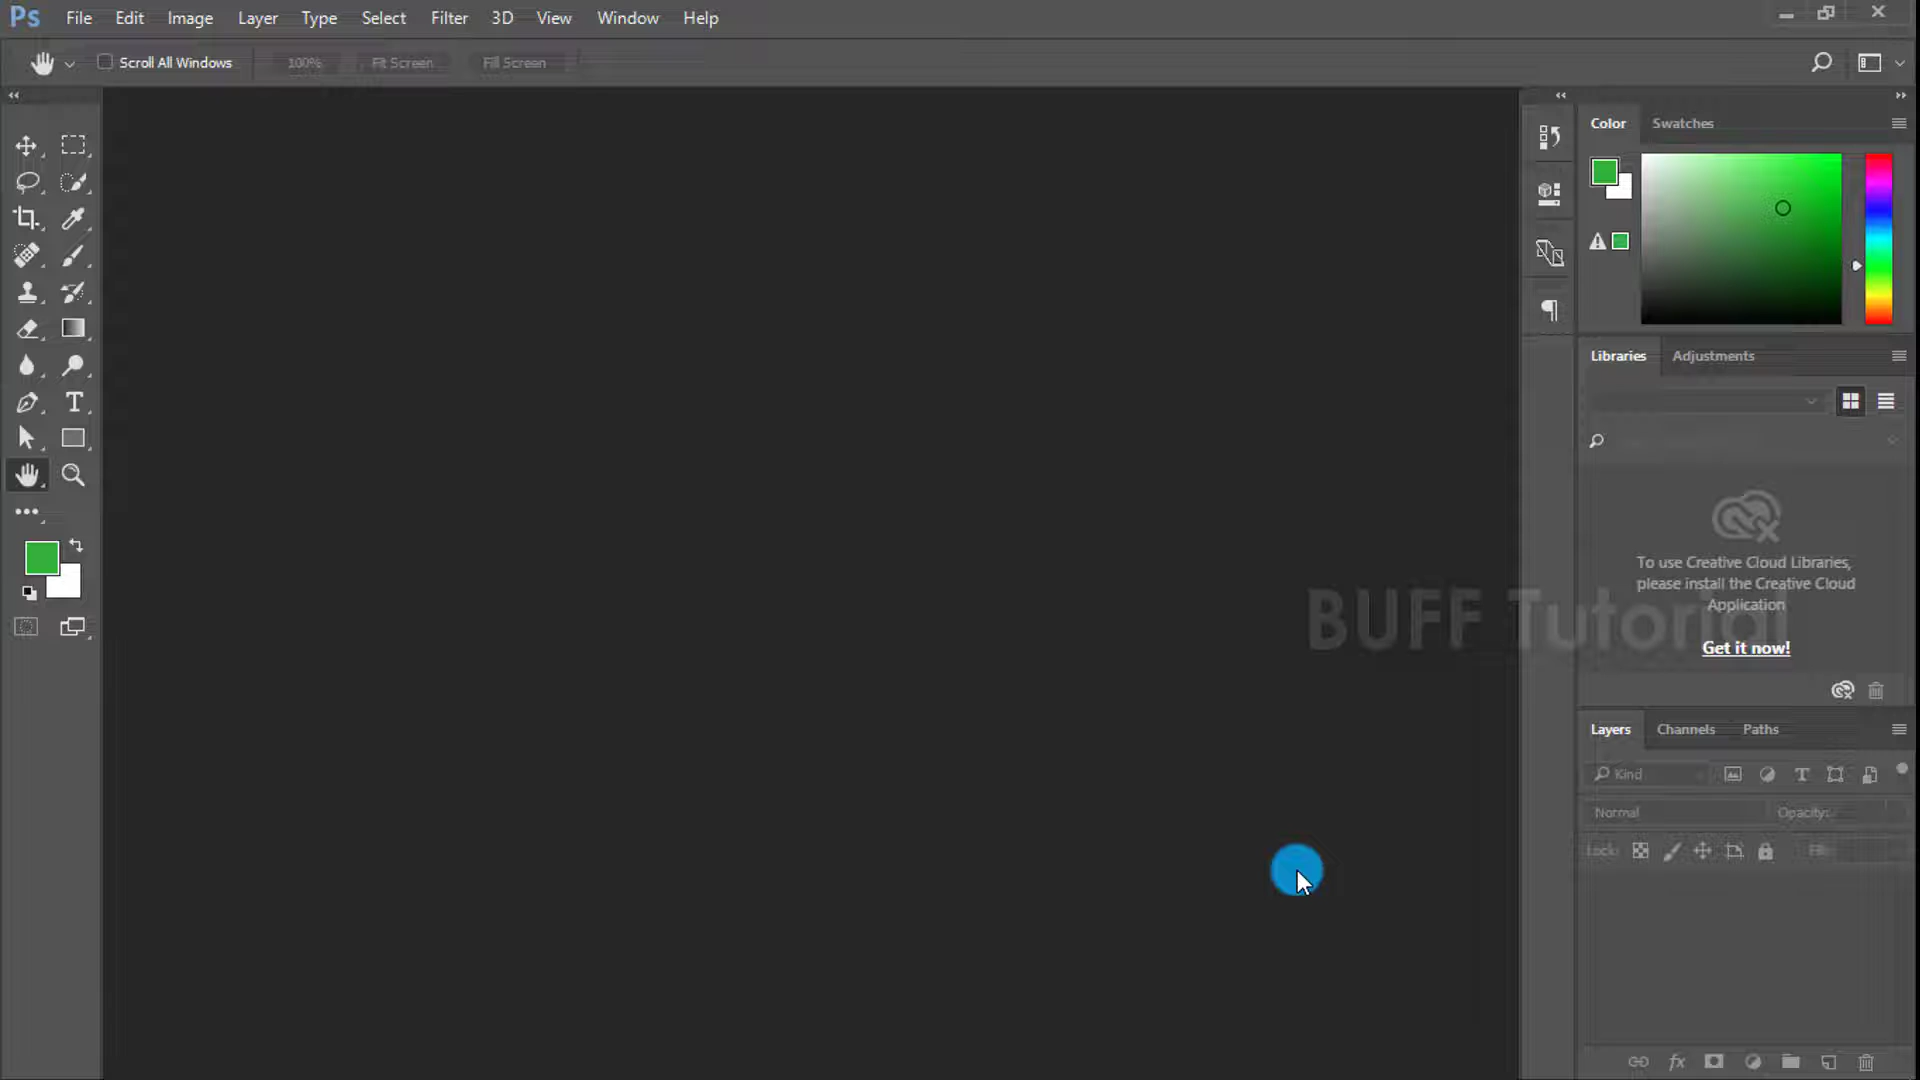 Ps File Edit Image Layer Type Select Filter 3D View Window Help
Scroll All Windows 100% Fit Screen Fill Screen
Color Swatches
Libraries Adjustments
To use Creative Cloud Libraries,
please install the Creative Cloud
Application
BUFF Tutorial
Get it now!
Layers Channels Paths
Kind
Normal Opacity:
Lock: Fill: